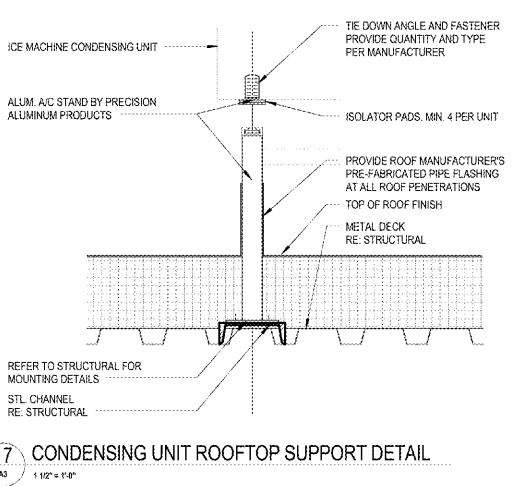 TIE DOWN ANGLE AND FASTENER
PROVIDE QUANTITY AND TYPE
PER MANUFACTURER
ICE MACHINE CONDENSING UNIT
ALUM. A/C STAND BY PRECISION
ALUMINUM PRODUCTS
ISOLATOR PADS. MIN. 4 PER UNIT
PROVIDE ROOF MANUFACTURER'S
PRE-FABRICATED PIPE FLASHING
AT ALL ROOF PENETRATIONS
TOP OF ROOF FINISH
METAL DECK
RE: STRUCTURAL
REFER TO STRUCTURAL FOR
MOUNTING DETAILS
STL. CHANNEL
RE: STRUCTURAL
7 CONDENSING UNIT ROOFTOP SUPPORT DETAIL
A3 1 1/2" = 1'-0"